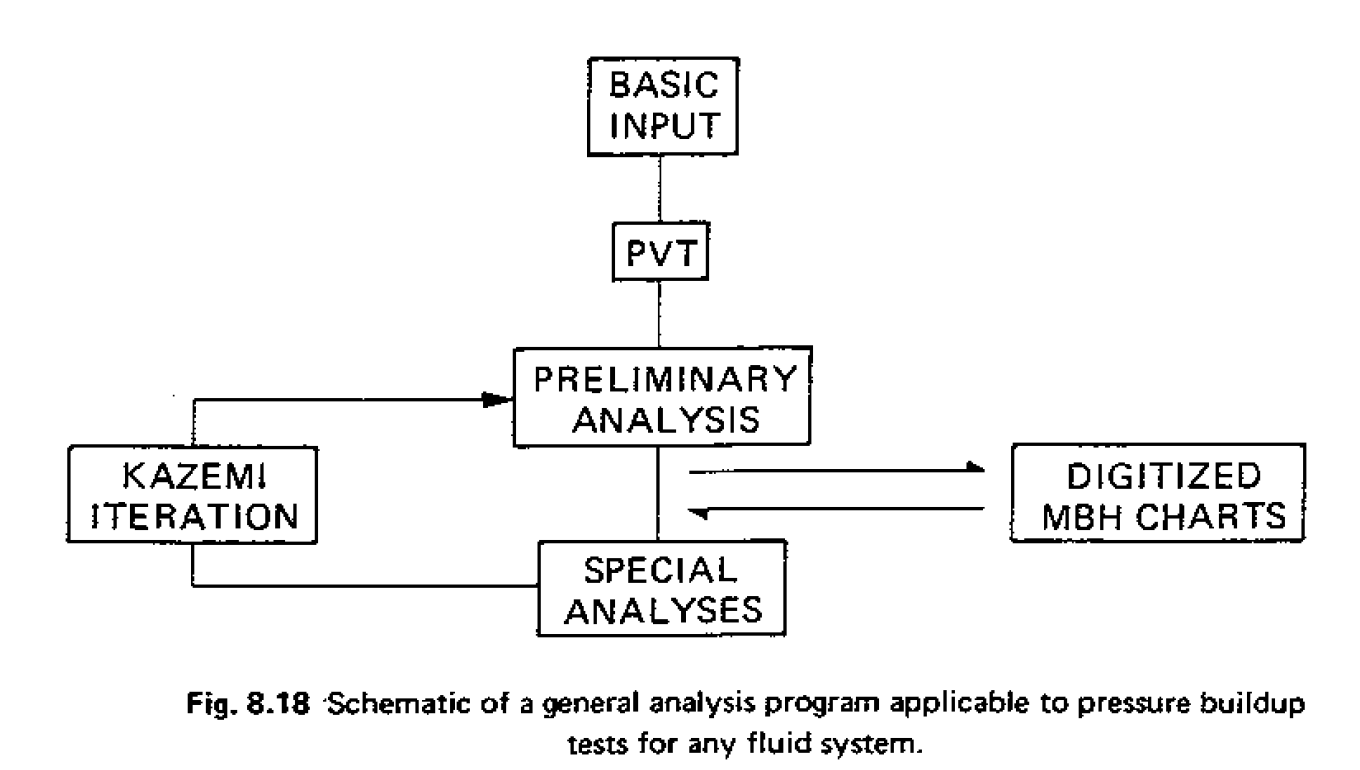 BASIC
INPUT
PVT
PRELIMINARY
ANALYSIS
KAZEMI
ITERATION
DIGITIZED
MBH CHARTS
SPECIAL
ANALYSES
Fig. 8.18 Schematic of a general analysis program applicable to pressure buildup
tests for any fluid system.